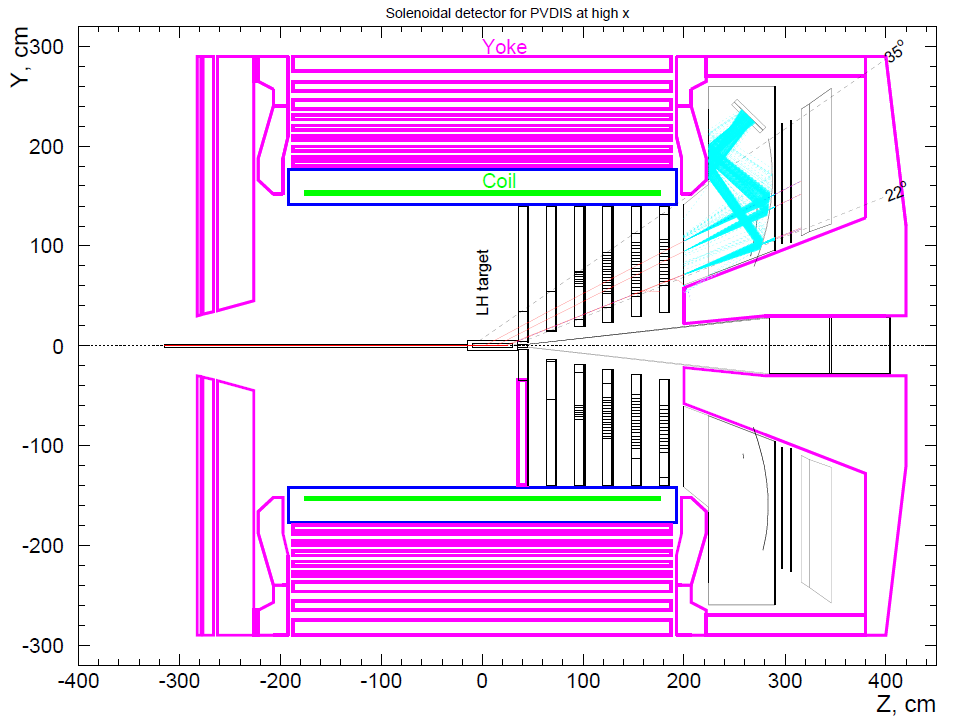 Solenoidal detector for PVDIS at high x
Y, cm
300
200
100
0
-100
-200
-300
Yoke
Coil
LH target
35°
22°
-400 -300 -200 -100 0 100 200 300 400
Z, cm